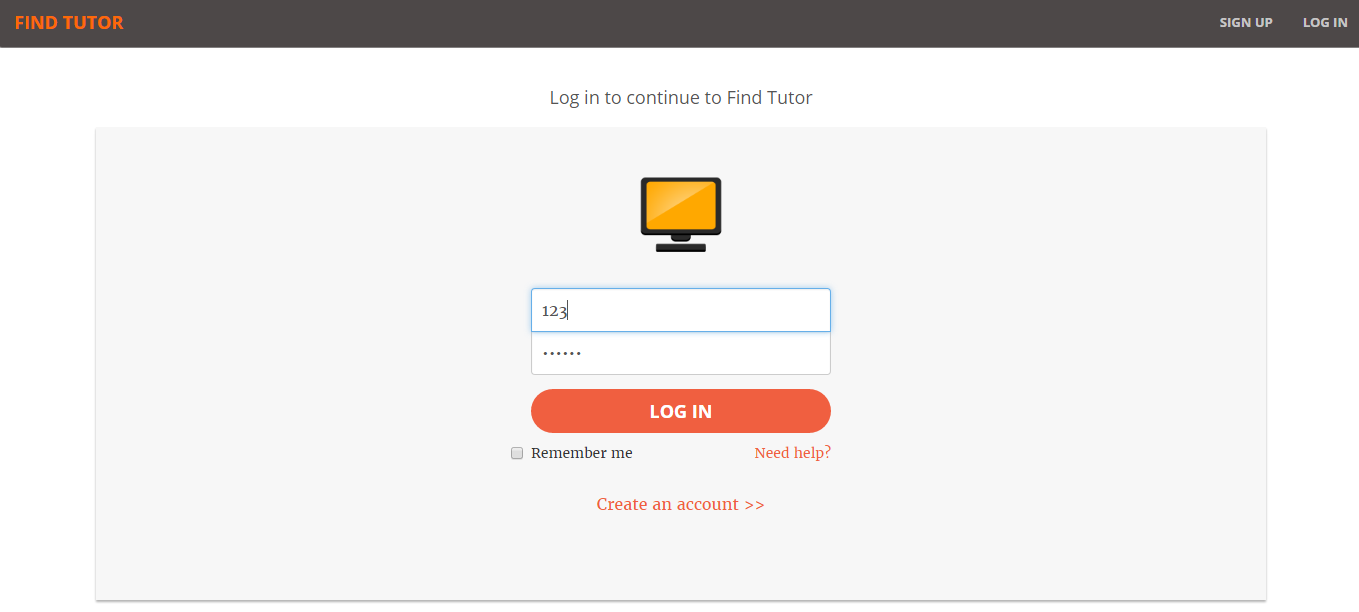 FIND TUTOR
SIGN UP LOG IN
Log in to continue to Find Tutor
123
••••••
LOG IN
Remember me Need help?
Create an account >>